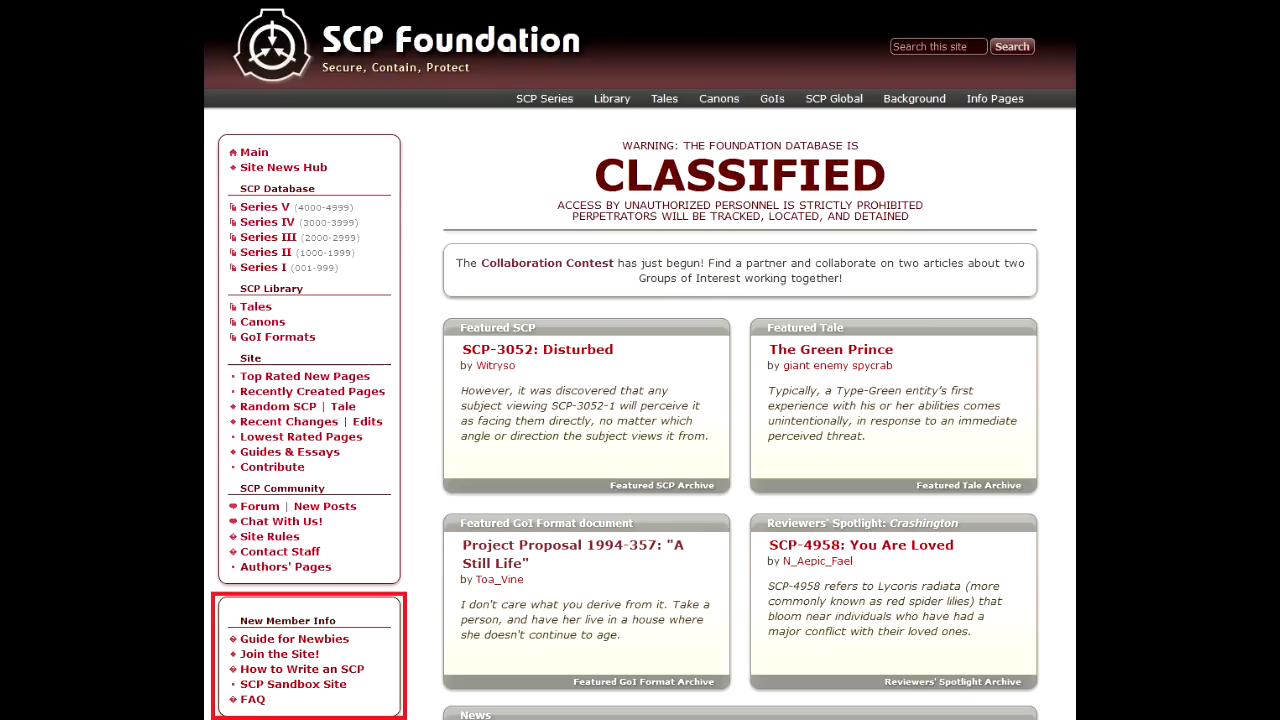 SCP Foundation
Secure, Contain, Protect
Search this site
Search
SCP Series Library Tales Canons GoIs SCP Global Background Info Pages
Main
Site News Hub
SCP Database
Series V (4000-4999)
Series IV (3000-3999)
Series III (2000-2999)
Series II (1000-1999)
Series I (001-999)
SCP Library
Tales
Canons
GoI Formats
Site
Top Rated New Pages
Recently Created Pages
Random SCP | Tale
Recent Changes | Edits
Lowest Rated Pages
Guides & Essays
Contribute
SCP Community
Forum | New Posts
Chat With Us!
Site Rules
Contact Staff
Authors' Pages
New Member Info
Guide for Newbies
Join the Site!
How to Write an SCP
SCP Sandbox Site
FAQ
WARNING: THE FOUNDATION DATABASE IS
CLASSIFIED
ACCESS BY UNAUTHORIZED PERSONNEL IS STRICTLY PROHIBITED
PERPETRATORS WILL BE TRACKED, LOCATED, AND DETAINED
The Collaboration Contest has just begun! Find a partner and collaborate on two articles about two
Groups of Interest working together!
Featured SCP
SCP-3052: Disturbed
by Witryso
However, it was discovered that any
subject viewing SCP-3052-1 will perceive it
as facing them directly, no matter which
angle or direction the subject views it from.
Featured SCP Archive
Featured Tale
The Green Prince
by giant enemy spycrab
Typically, a Type-Green entity's first
experience with his or her abilities comes
unintentionally, in response to an immediate
perceived threat.
Featured Tale Archive
Featured GoI Format document
Project Proposal 1994-357: "A
Still Life"
by Toa_Vine
I don't care what you derive from it. Take a
person, and have her live in a house where
she doesn't continue to age.
Featured GoI Format Archive
Reviewers' Spotlight: Crashington
SCP-4958: You Are Loved
by N_Aepic_Fael
SCP-4958 refers to Lycoris radiata (more
commonly known as red spider lilies) that
bloom near individuals who have had a
major conflict with their loved ones.
Reviewers' Spotlight Archive
News